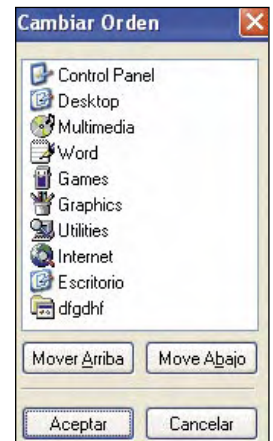 Cambiar Orden
Control Panel
Desktop
Multimedia
Word
Games
Graphics
Utilities
Internet
Escritorio
dfgdhf
Mover Arriba
Move Abajo
Aceptar
Cancelar